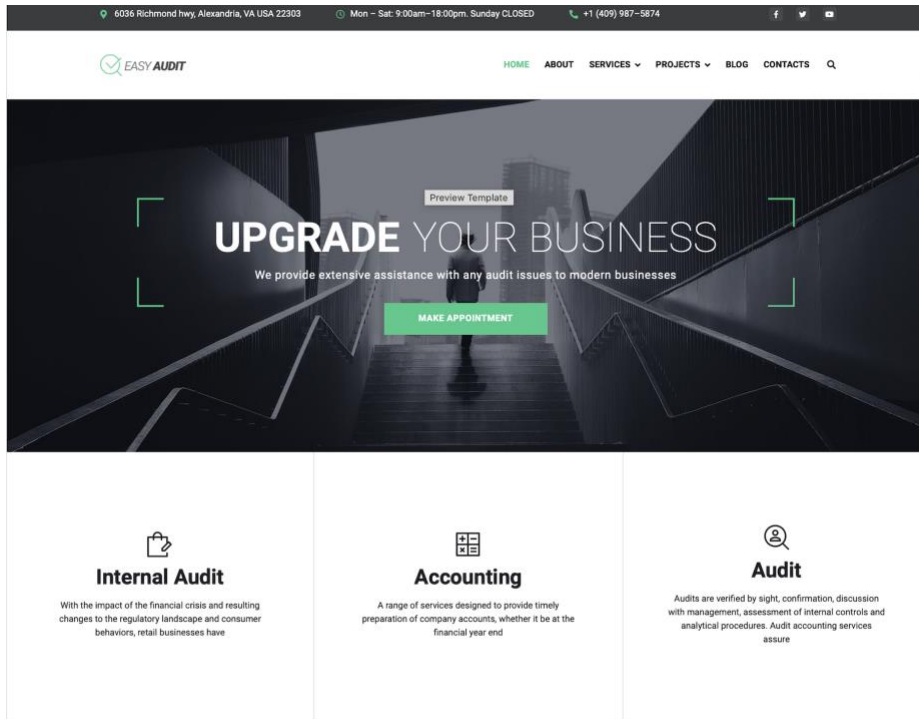 6036 Richmond hwy, Alexandria, VA USA 22303
Mon – Sat: 9:00am–18:00pm. Sunday CLOSED
+1 (409) 987–5874
EASY AUDIT
HOME ABOUT SERVICES PROJECTS BLOG CONTACTS
Preview Template
UPGRADE YOUR BUSINESS
We provide extensive assistance with any audit issues to modern businesses
MAKE APPOINTMENT
Internal Audit
With the impact of the financial crisis and resulting
changes to the regulatory landscape and consumer
behaviors, retail businesses have
Accounting
A range of services designed to provide timely
preparation of company accounts, whether it be at the
financial year end
Audit
Audits are verified by sight, confirmation, discussion
with management, assessment of internal controls and
analytical procedures. Audit accounting services
assure